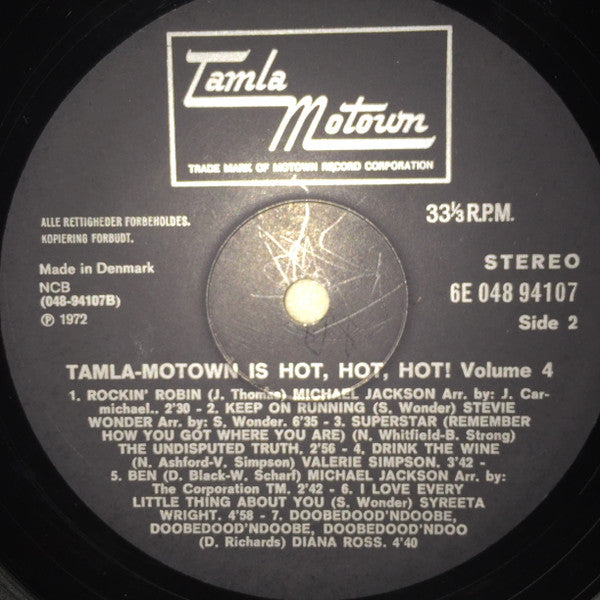 Tamla
Motown
TRADE MARK OF MOTOWN RECORD CORPORATION
ALLE RETTIGHEDER FORBEHOLDES.
KOPIERING FORBUDT.
33⅓ R.P.M.
Made in Denmark
NCB
(048-94107B)
Ⓟ 1972
STEREO
6E 048 94107
Side 2
TAMLA-MOTOWN IS HOT, HOT, HOT! Volume 4
1. ROCKIN' ROBIN (J. Thomas) MICHAEL JACKSON Arr. by: J. Car-
michael.. 2'30 - 2. KEEP ON RUNNING (S. Wonder) STEVIE
WONDER Arr. by: S. Wonder. 6'35 - 3. SUPERSTAR (REMEMBER
HOW YOU GOT WHERE YOU ARE) (N. Whitfield-B. Strong)
THE UNDISPUTED TRUTH, 2'56 - 4, DRINK THE WINE
(N. Ashford-V. Simpson) VALERIE SIMPSON. 3'42 -
5. BEN (D. Black-W. Scharf) MICHAEL JACKSON Arr. by:
The Corporation TM. 2'42 - 6. I LOVE EVERY
LITTLE THING ABOUT YOU (S. Wonder) SYREETA
WRIGHT, 4'58 - 7. DOOBEDOOD'NDOOBE,
DOOBEDOOD'NDOOBE, DOOBEDOOD'NDOO
(D. Richards) DIANA ROSS. 4'40